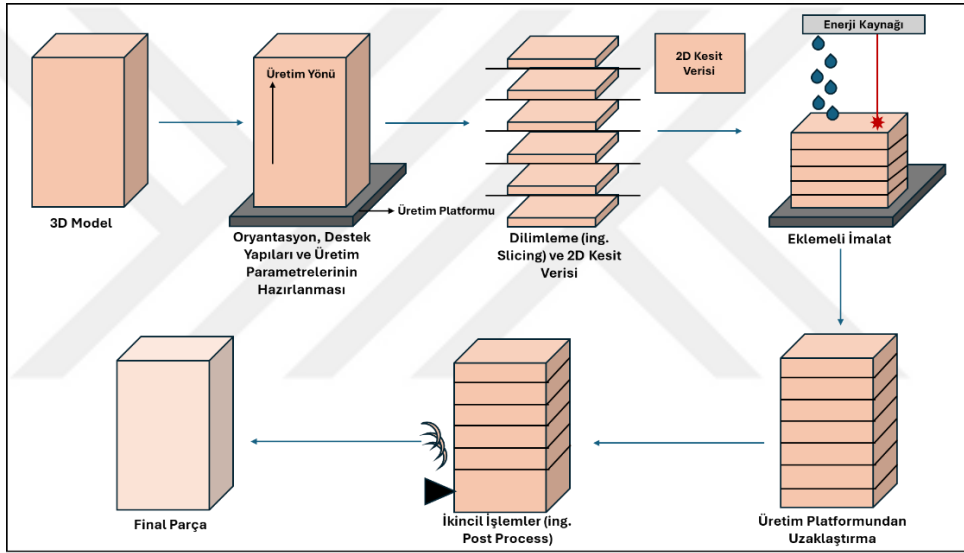 3D Model
Üretim Yönü
Üretim Platformu
Oryantasyon, Destek
Yapıları ve Üretim
Parametrelerinin
Hazırlanması
Dilimleme (ing.
Slicing) ve 2D Kesit
Verisi
2D Kesit
Verisi
Enerji Kaynağı
Eklemeli İmalat
Final Parça
İkincil İşlemler (ing.
Post Process)
Üretim Platformundan
Uzaklaştırma